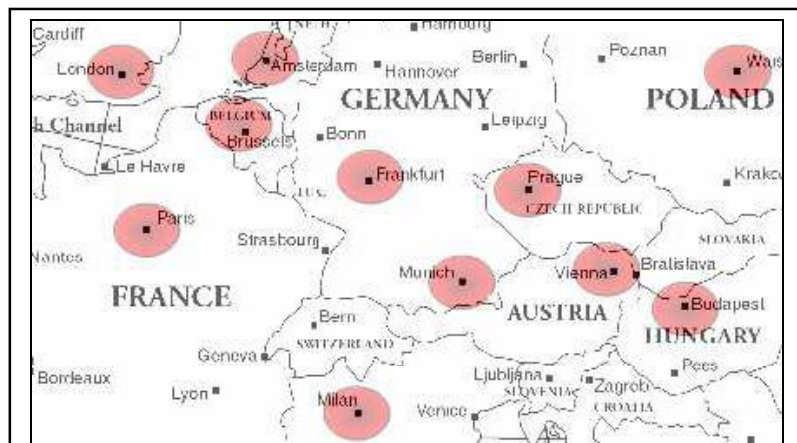 Cardiff
Hamburg
London
Amsterdam
Hannover
Berlin
Poznan
GERMANY
POLAND
BELGIUM
Brussels
Channel
Bonn
Leipzig
Le Havre
LUX.
Frankfurt
Prague
CZECH REPUBLIC
Paris
Strasbourg
SLOVAKIA
Munich
Vienna
Bratislava
FRANCE
AUSTRIA
Budapest
HUNGARY
Bern
SWITZERLAND
Geneva
Bordeaux
Lyon
Ljubljana
SLOVENIA
Zagreb
CROATIA
Pecs
Milan
Venice